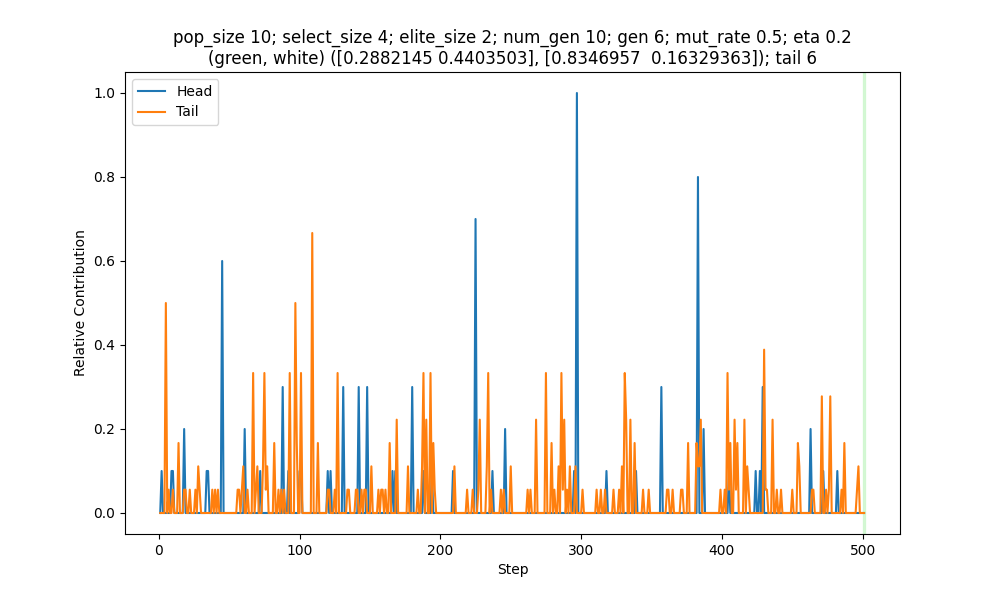 pop_size 10; select_size 4; elite_size 2; num_gen 10; gen 6; mut_rate 0.5; eta 0.2
(green, white) ([0.2882145 0.4403503], [0.8346957  0.16329363]); tail 6
Head
Tail
1.0
0.8
0.6
0.4
0.2
0.0
Relative Contribution
0
100
200
300
400
500
Step